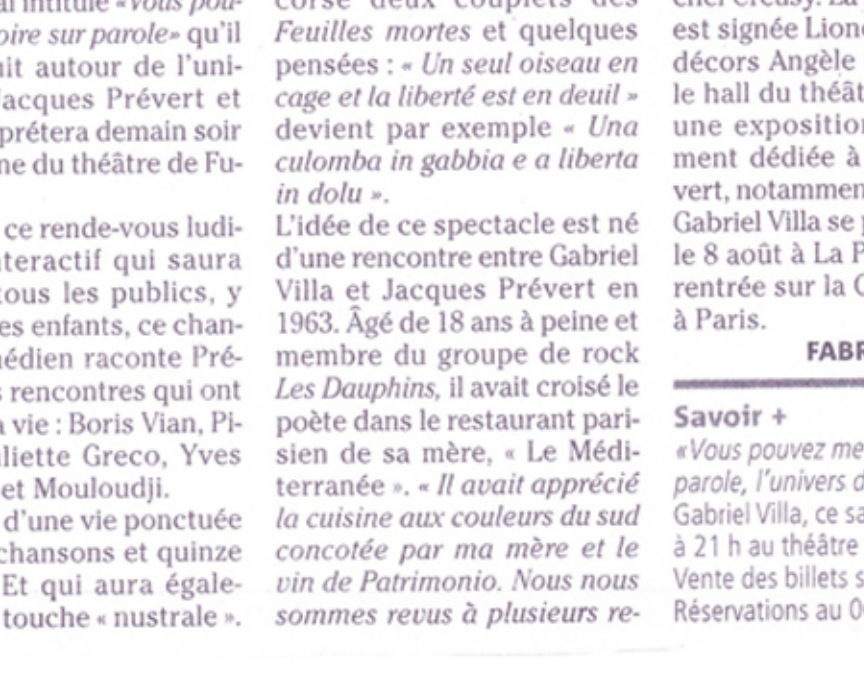 intitulé «Vous pou-
oire sur parole» qu'il
it autour de l'uni-
Jacques Prévert et
prétera demain soir
ne du théâtre de Fu-
ce rende-vous ludi-
nteractif qui saura
tous les publics, y
es enfants, ce chan-
médien raconte Pré-
s rencontres qui ont
a vie : Boris Vian, Pi-
uliette Greco, Yves
et Mouloudji.
d'une vie ponctuée
chansons et quinze
Et qui aura égale-
touche « nustrale ».
corse deux couplets des
Feuilles mortes et quelques
pensées : « Un seul oiseau en
cage et la liberté est en deuil »
devient par exemple « Una
culomba in gabbia e a liberta
in dolu ».
L'idée de ce spectacle est né
d'une rencontre entre Gabriel
Villa et Jacques Prévert en
1963. Âgé de 18 ans à peine et
membre du groupe de rock
Les Dauphins, il avait croisé le
poète dans le restaurant pari-
sien de sa mère, « Le Médi-
terranée ». « Il avait apprécié
la cuisine aux couleurs du sud
concotée par ma mère et le
vin de Patrimonio. Nous nous
sommes revus à plusieurs re-
est signée Lion
décors Angèle
le hall du théât
une exposition
ment dédiée à
vert, notammen
Gabriel Villa se p
le 8 août à La P
rentrée sur la C
à Paris.
FABR
Savoir +
«Vous pouvez me
parole, l'univers d
Gabriel Villa, ce sa
à 21 h au théâtre
Vente des billets s
Réservations au 0